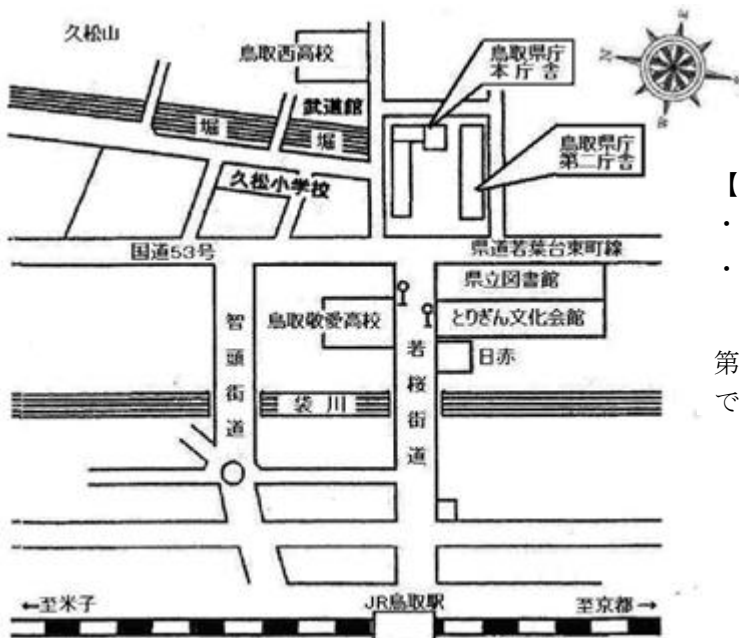 久松山
鳥取西高校
鳥取県庁
本庁舎
武道館
堀
堀
鳥取県庁
第二庁舎
久松小学校
国道53号
県道若葉台東町線
県立図書館
鳥取敬愛高校
とりぎん文化会館
智頭街道
若桜街道
日赤
袋川
←至米子
JR鳥取駅
至京都→
【
・
・
第
で